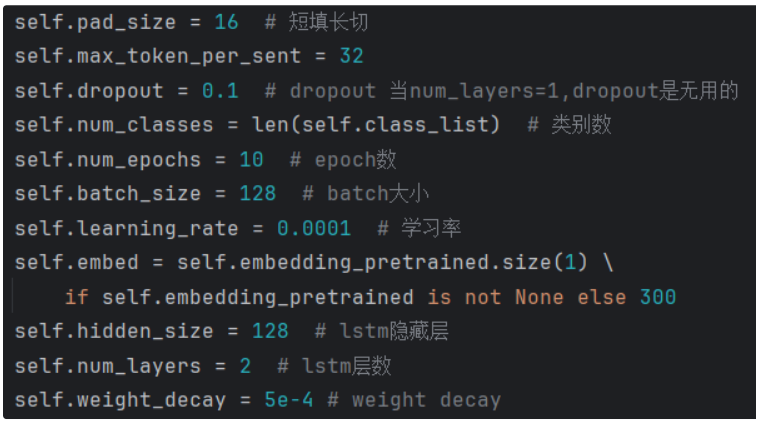 self.pad_size = 16  # 短填长切
self.max_token_per_sent = 32
self.dropout = 0.1  # dropout 当num_layers=1,dropout是无用的
self.num_classes = len(self.class_list)  # 类别数
self.num_epochs = 10  # epoch数
self.batch_size = 128  # batch大小
self.learning_rate = 0.0001  # 学习率
self.embed = self.embedding_pretrained.size(1) \
    if self.embedding_pretrained is not None else 300
self.hidden_size = 128  # lstm隐藏层
self.num_layers = 2  # lstm层数
self.weight_decay = 5e-4 # weight decay